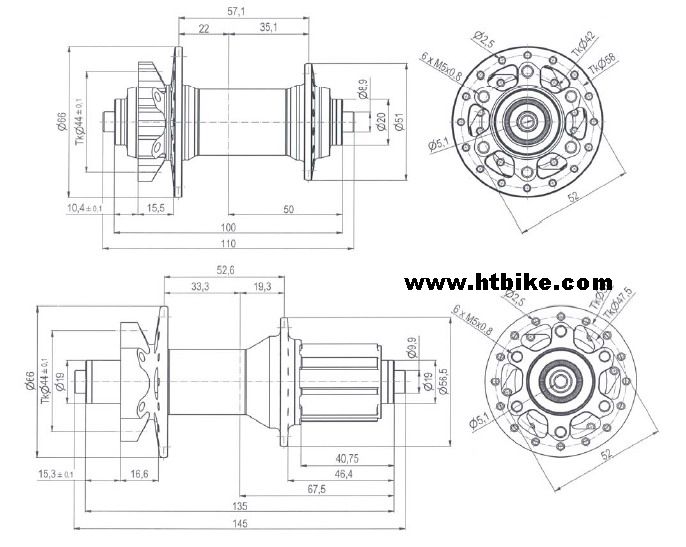 57,1
22
35,1
Ø66
TkØ44±0,1
Ø8,9
Ø20
Ø51
10,4±0,1
15,5
50
100
110
Ø2,5
TkØ42
6 x M5x0,8
TkØ58
Ø5,1
52
www.htbike.com
52,6
33,3
19,3
Ø66
TkØ44±0,1
Ø19
Ø9,9
Ø19
Ø56,5
15,3±0,1
16,6
40,75
46,4
67,5
135
145
Ø2,5
TkØ47,5
6 x M5x0,8
Ø5,1
52